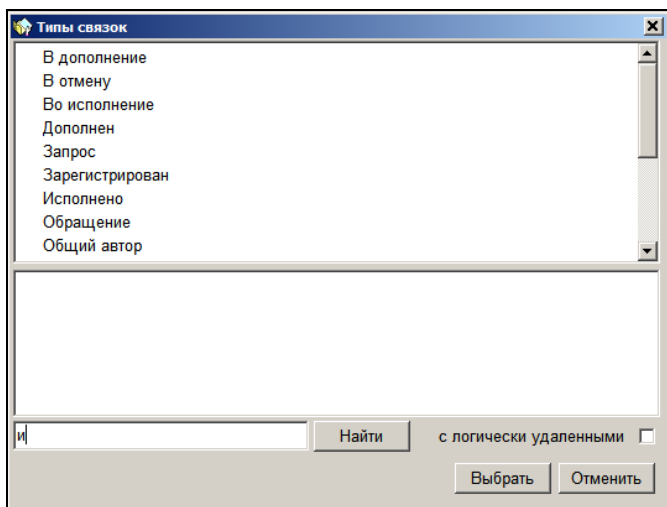 Типы связок
В дополнение
В отмену
Во исполнение
Дополнен
Запрос
Зарегистрирован
Исполнено
Обращение
Общий автор
и
Найти
с логически удаленными
Выбрать
Отменить